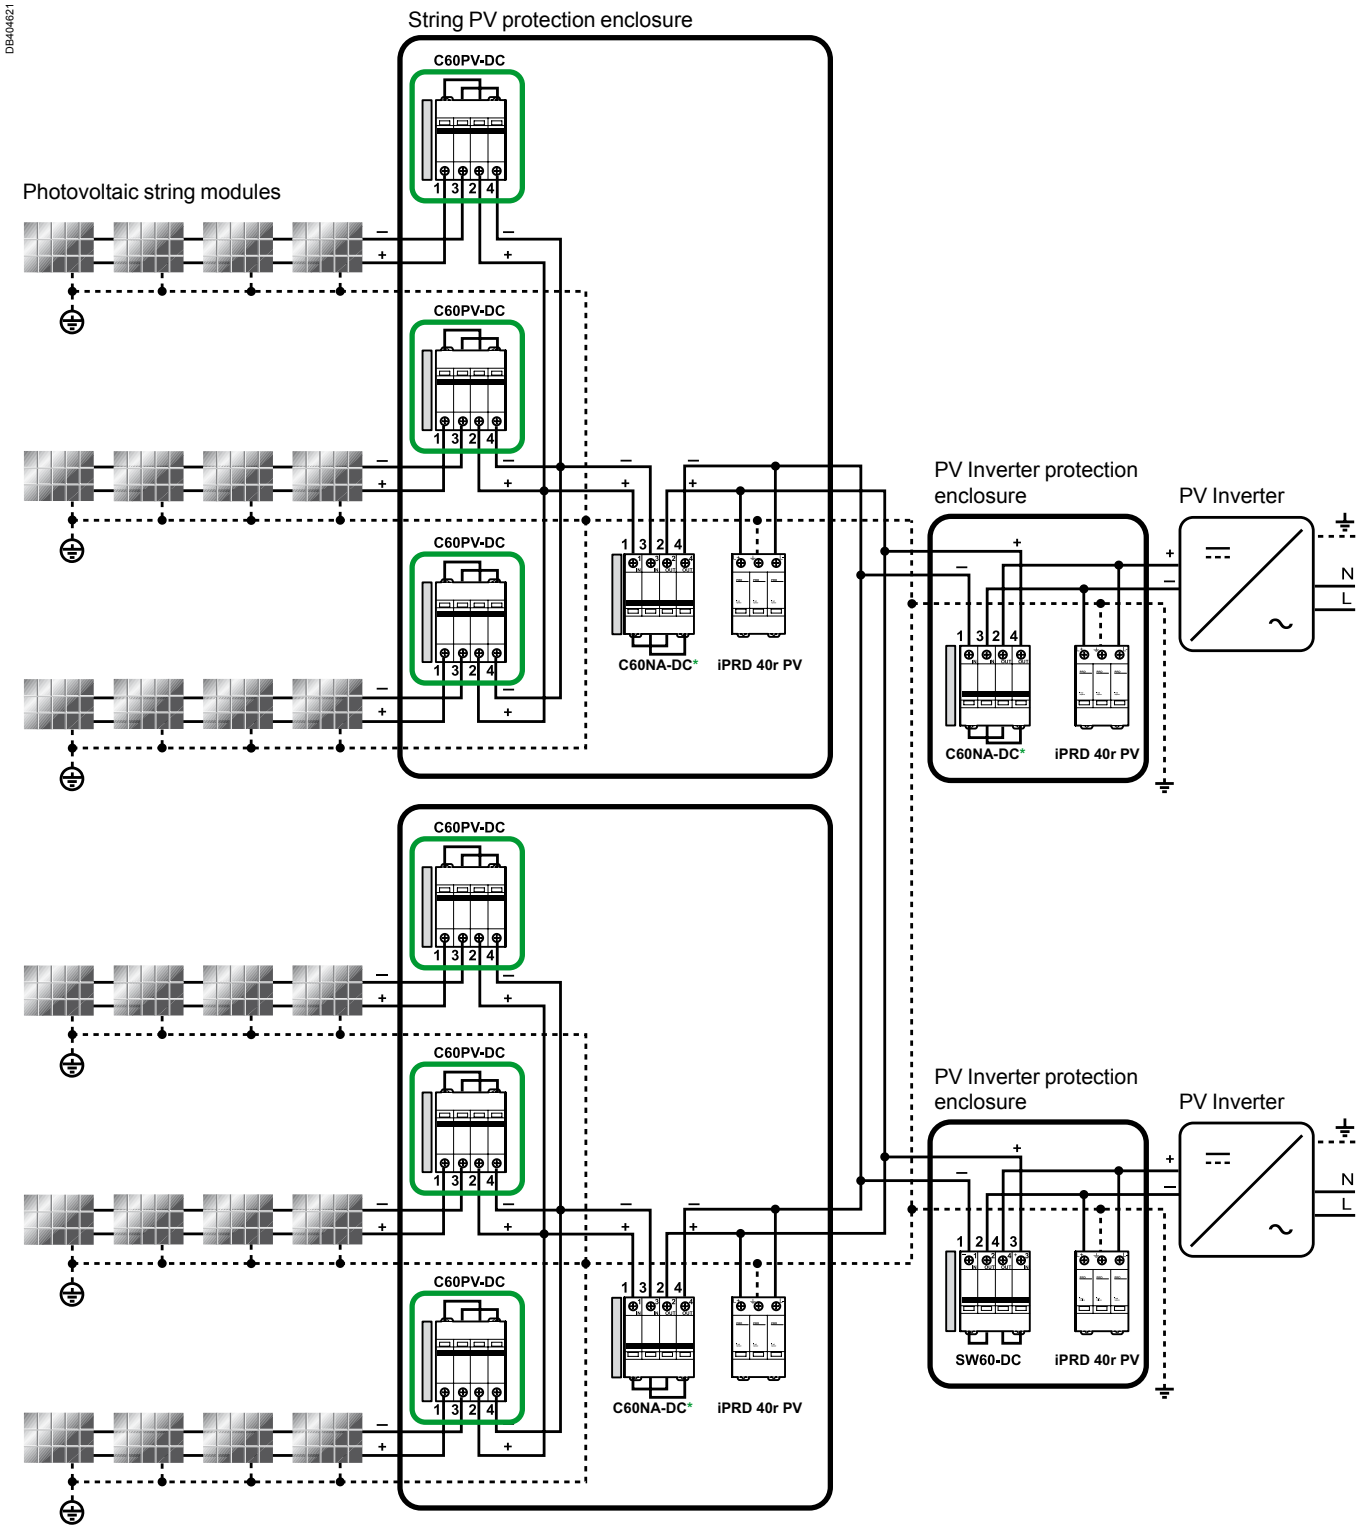 DB404621
String PV protection enclosure
C60PV-DC
1 3 2 4
Photovoltaic string modules
– –
+ +
C60PV-DC
1 3 2 4
– – – –
+ + + +
PV Inverter protection
enclosure
PV Inverter
C60PV-DC
1 3 2 4
1 3 2 4
C60NA-DC*
iPRD 40r PV
– –
+ +
+ +
– –
N
L
1 3 2 4
C60NA-DC*
iPRD 40r PV
C60PV-DC
1 3 2 4
– –
+ +
C60PV-DC
1 3 2 4
– – – –
+ + + +
PV Inverter protection
enclosure
PV Inverter
+ +
– –
N
L
1 2 4 3
SW60-DC
iPRD 40r PV
C60PV-DC
1 3 2 4
1 3 2 4
C60NA-DC*
iPRD 40r PV
– –
+ +